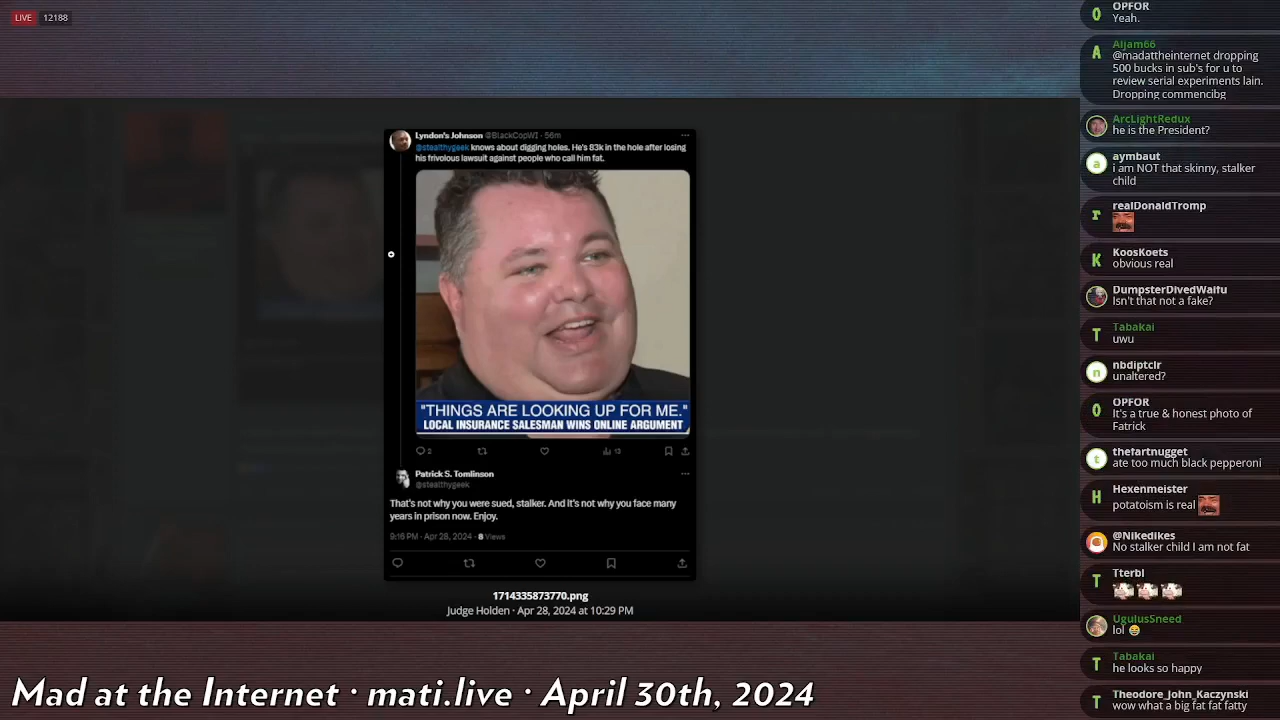 LIVE 12188
Lyndon's Johnson @BlackCopWI · 56m
@stealthygeek knows about digging holes. He's 83k in the hole after losing
his frivolous lawsuit against people who call him fat.
"THINGS ARE LOOKING UP FOR ME."
LOCAL INSURANCE SALESMAN WINS ONLINE ARGUMENT
2 13
Patrick S. Tomlinson
@stealthygeek
That's not why you were sued, stalker. And it's not why you face many
years in prison now. Enjoy.
9:16 PM · Apr 28, 2024 · 8 Views
1714335873770.png
Judge Holden · Apr 28, 2024 at 10:29 PM
Mad at the Internet · mati.live · April 30th, 2024
OPFOR
Yeah.
Aljam66
@madattheinternet dropping
500 bucks in sub's for u to
review serial experiments lain.
Dropping commencibg
ArcLightRedux
he is the President?
aymbaut
i am NOT that skinny, stalker
child
realDonaldTromp
KoosKoets
obvious real
DumpsterDivedWaifu
Isn't that not a fake?
Tabakai
uwu
nbdiptclr
unaltered?
OPFOR
It's a true & honest photo of
Fatrick
thefartnugget
ate too much black pepperoni
Hexenmeister
potatoism is real
@Nikedikes
No stalker child I am not fat
Tterbl
UgulusSneed
lol 😅
Tabakai
he looks so happy
Theodore_John_Kaczynski
wow what a big fat fat fatty